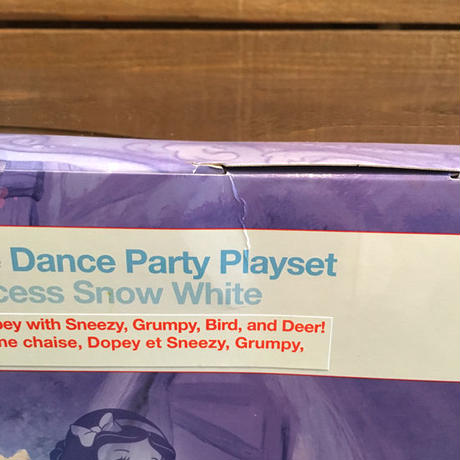 Dance Party Playset
cess Snow White
pey with Sneezy, Grumpy, Bird, and Deer!
ne chaise, Dopey et Sneezy, Grumpy,